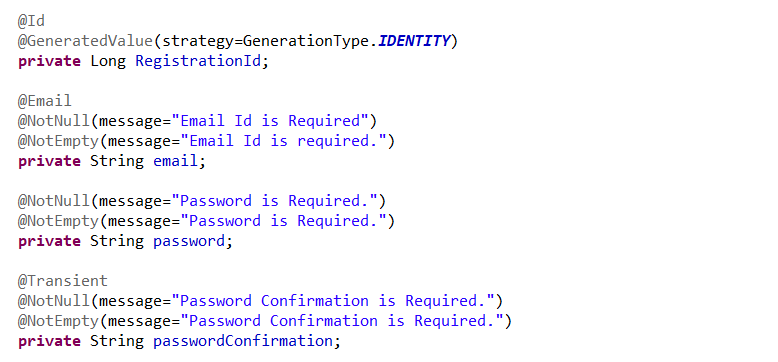 @Id
@GeneratedValue(strategy=GenerationType.IDENTITY)
private Long RegistrationId;
@Email
@NotNull(message="Email Id is Required")
@NotEmpty(message="Email Id is required.")
private String email;
@NotNull(message="Password is Required.")
@NotEmpty(message="Password is Required.")
private String password;
@Transient
@NotNull(message="Password Confirmation is Required.")
@NotEmpty(message="Password Confirmation is Required.")
private String passwordConfirmation;